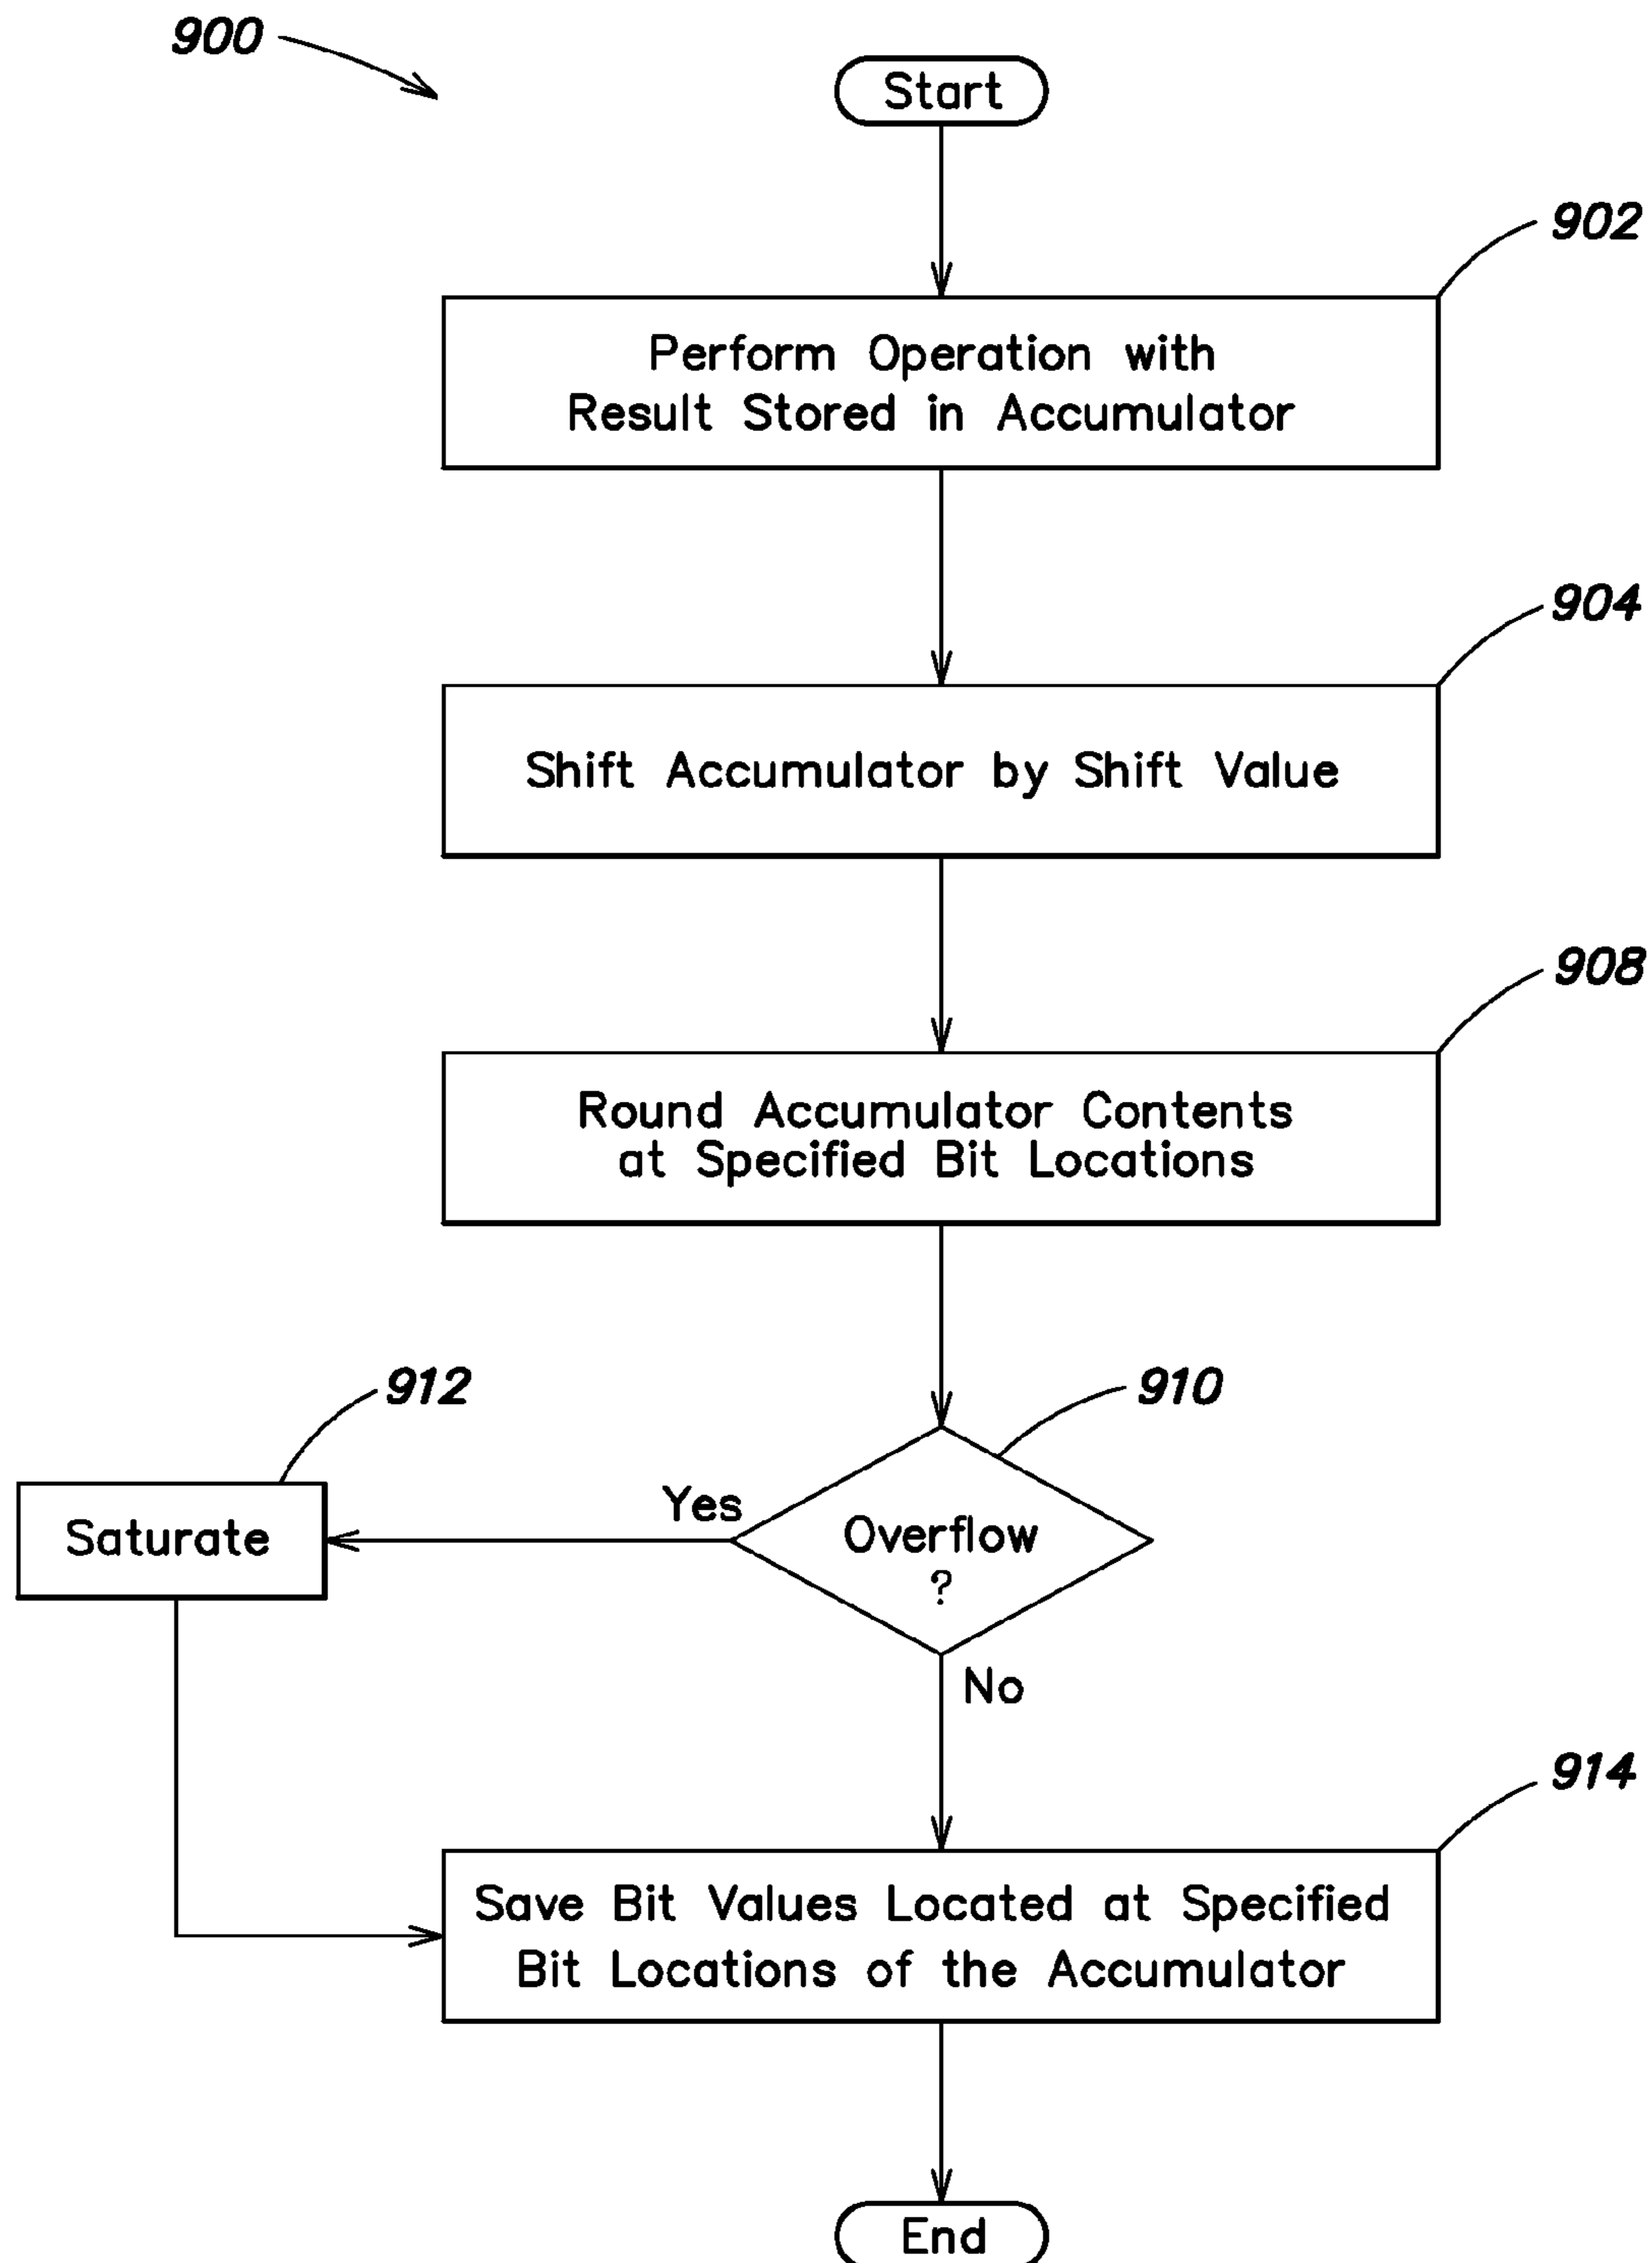 900
Start
902
Perform Operation with
Result Stored in Accumulator
904
Shift Accumulator by Shift Value
908
Round Accumulator Contents
at Specified Bit Locations
912
910
Yes
Saturate
Overflow
?
No
914
Save Bit Values Located at Specified
Bit Locations of the Accumulator
End